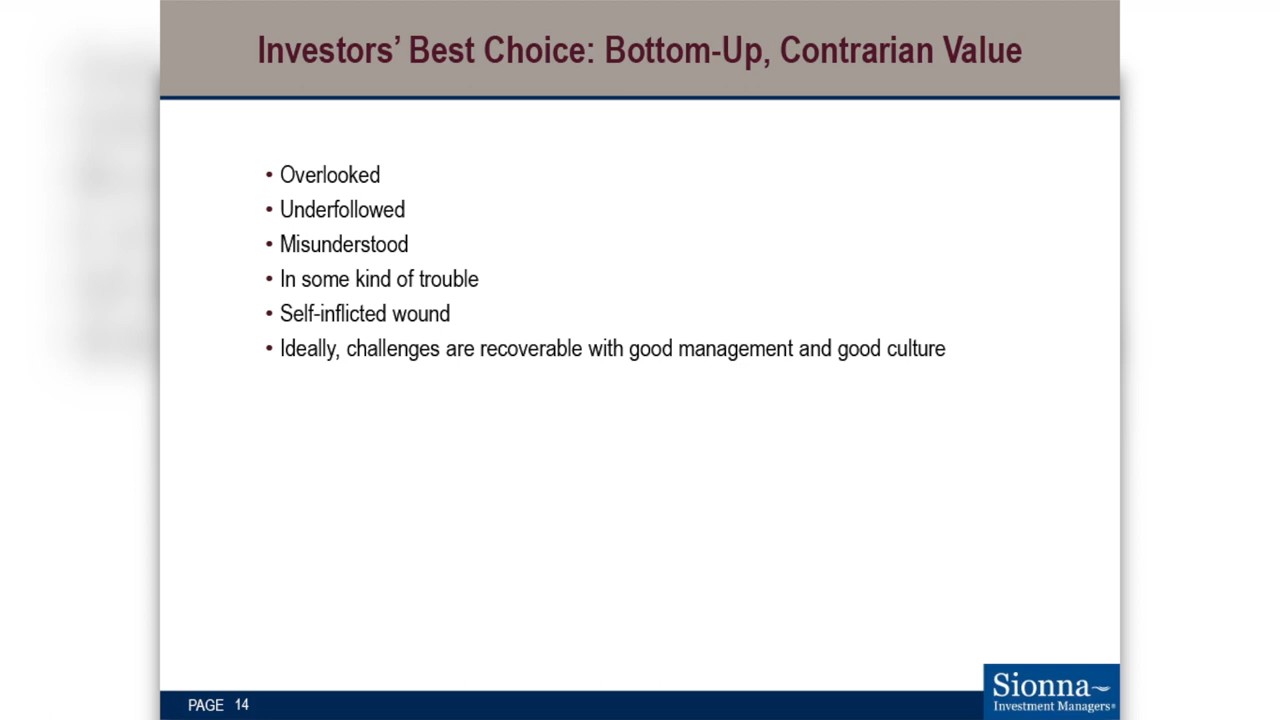 Investors’ Best Choice: Bottom-Up, Contrarian Value
• Overlooked
• Underfollowed
• Misunderstood
• In some kind of trouble
• Self-inflicted wound
• Ideally, challenges are recoverable with good management and good culture
PAGE 14
Sionna
Investment Managers®